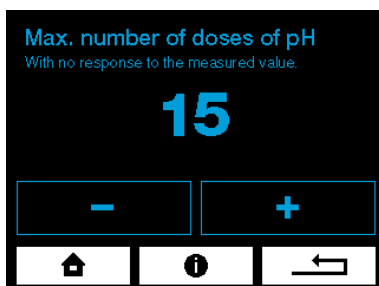 Max. number of doses of pH
With no response to the measured value.
15
− +